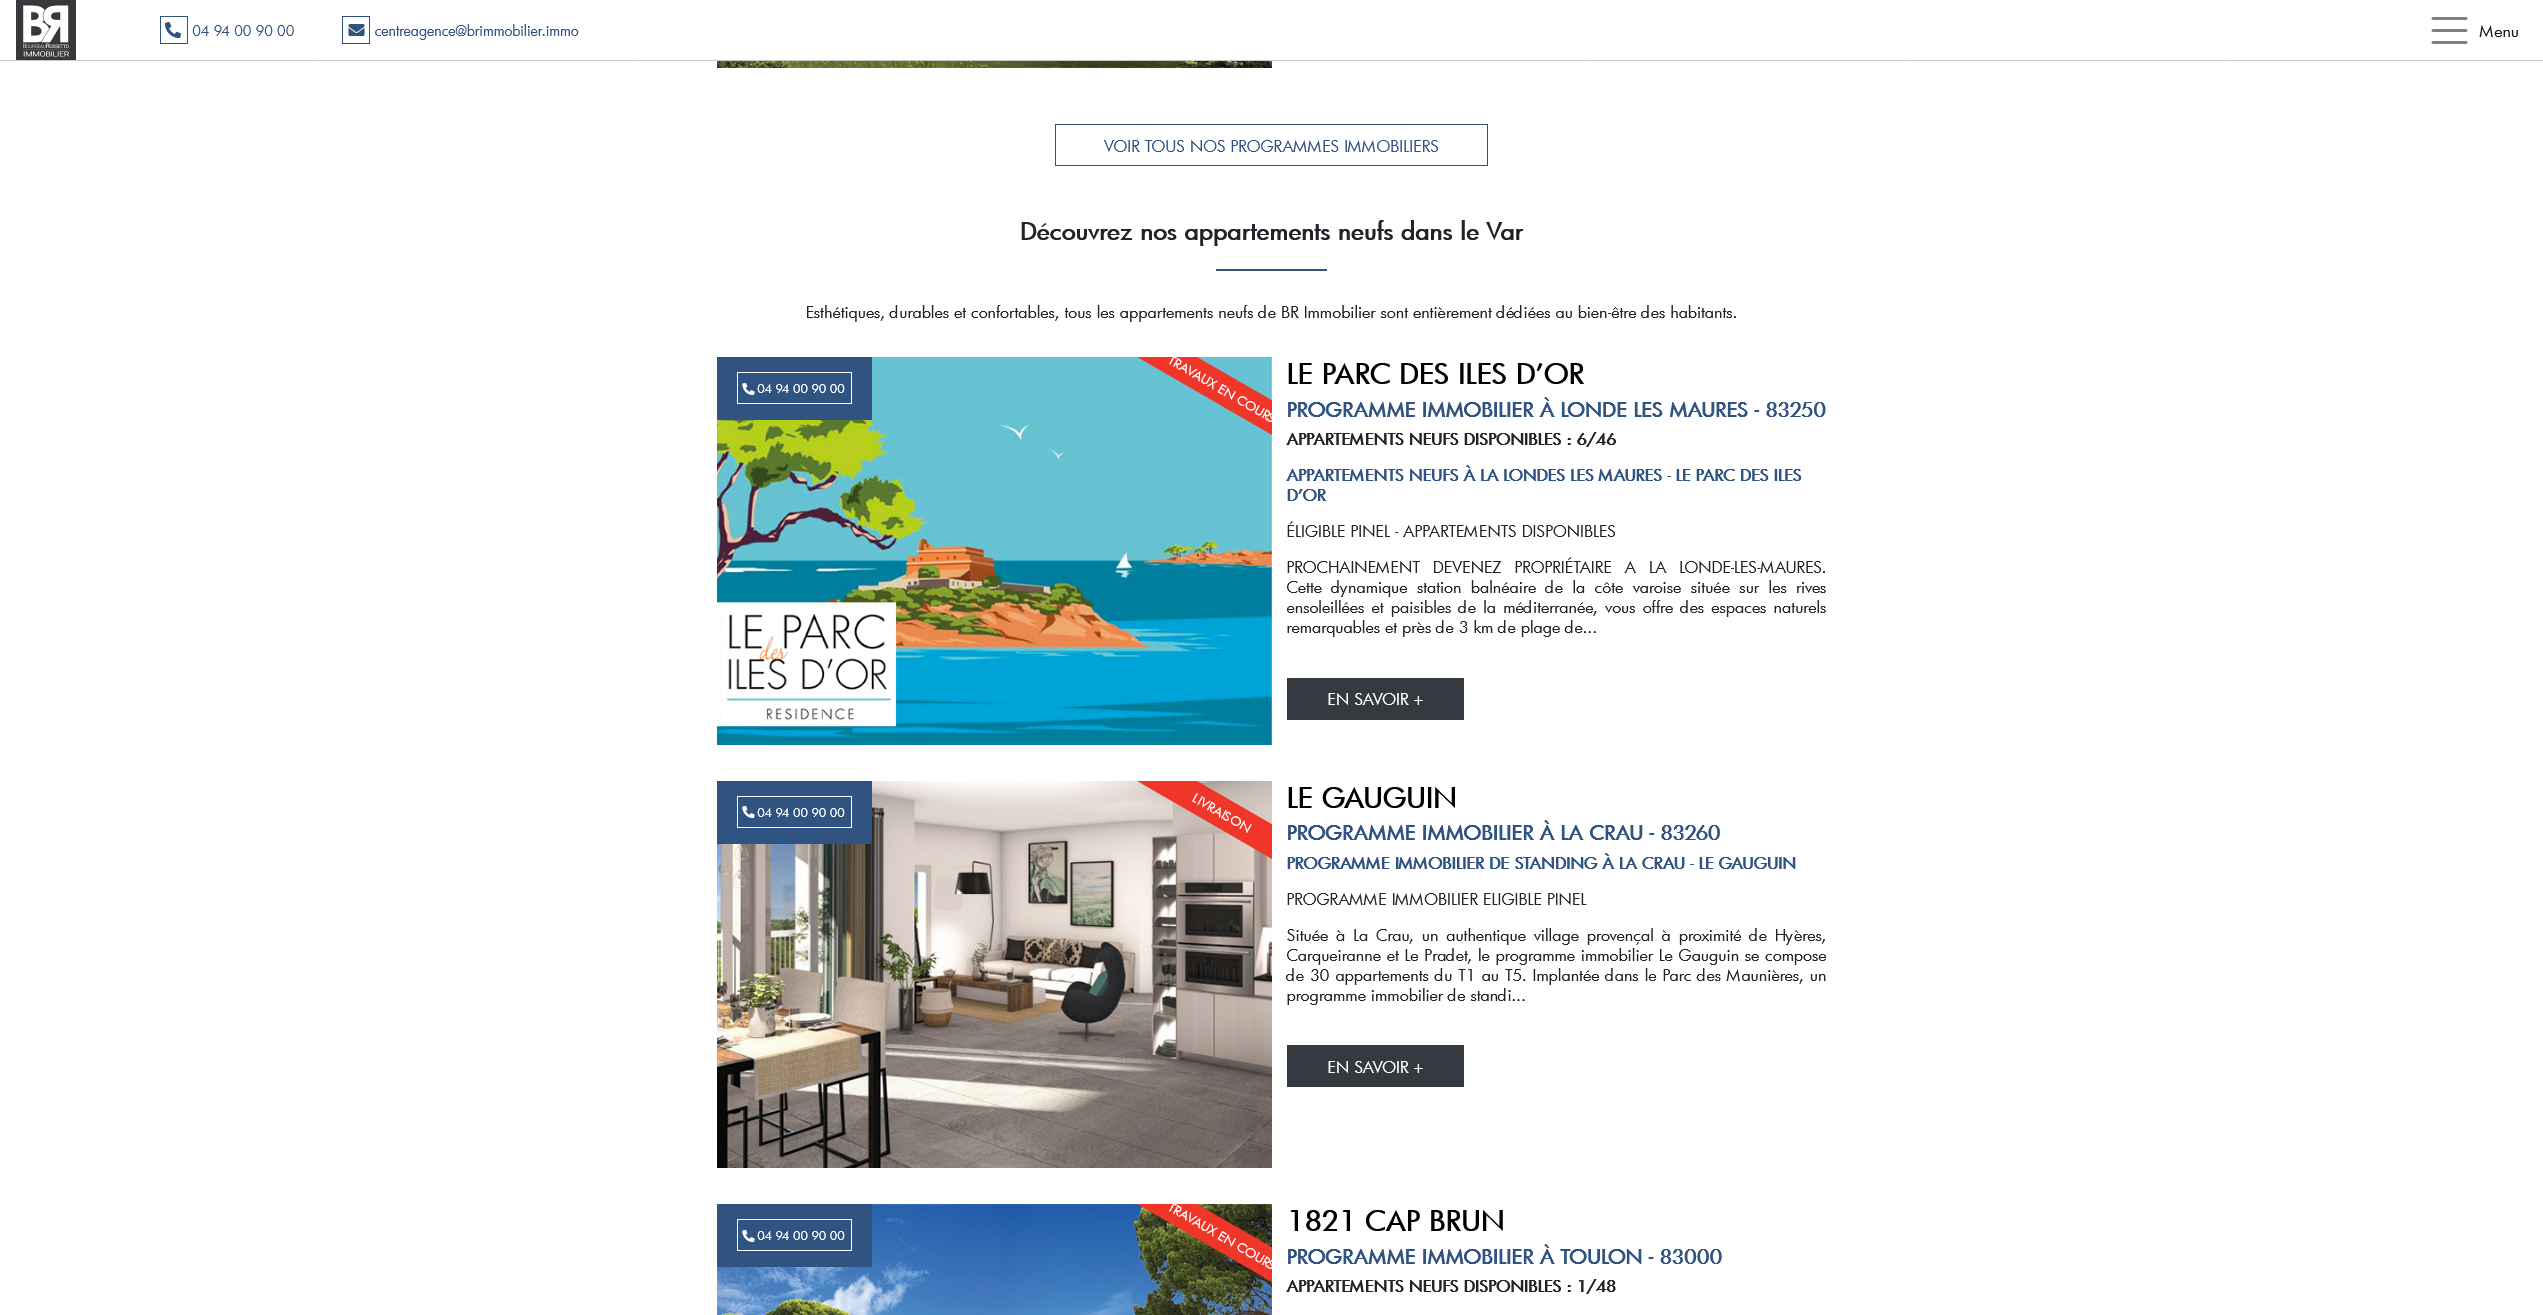 BR
BOURSEAU ROSSETTO
IMMOBILIER
04 94 00 90 00
centreagence@brimmobilier.immo
Menu
VOIR TOUS NOS PROGRAMMES IMMOBILIERS
Découvrez nos appartements neufs dans le Var
Esthétiques, durables et confortables, tous les appartements neufs de BR Immobilier sont entièrement dédiées au bien-être des habitants.
04 94 00 90 00
TRAVAUX EN COURS
LE PARC
des
ILES D'OR
RESIDENCE
LE PARC DES ILES D'OR
PROGRAMME IMMOBILIER À LONDE LES MAURES - 83250
APPARTEMENTS NEUFS DISPONIBLES : 6/46
APPARTEMENTS NEUFS À LA LONDES LES MAURES - LE PARC DES ILES
D'OR
ÉLIGIBLE PINEL - APPARTEMENTS DISPONIBLES
PROCHAINEMENT DEVENEZ PROPRIÉTAIRE A LA LONDE-LES-MAURES.
Cette dynamique station balnéaire de la côte varoise située sur les rives
ensoleillées et paisibles de la méditerranée, vous offre des espaces naturels
remarquables et près de 3 km de plage de...
EN SAVOIR +
04 94 00 90 00
LIVRAISON
LE GAUGUIN
PROGRAMME IMMOBILIER À LA CRAU - 83260
PROGRAMME IMMOBILIER DE STANDING À LA CRAU - LE GAUGUIN
PROGRAMME IMMOBILIER ELIGIBLE PINEL
Située à La Crau, un authentique village provençal à proximité de Hyères,
Carqueiranne et Le Pradet, le programme immobilier Le Gauguin se compose
de 30 appartements du T1 au T5. Implantée dans le Parc des Maunières, un
programme immobilier de standi...
EN SAVOIR +
04 94 00 90 00
TRAVAUX EN COURS
1821 CAP BRUN
PROGRAMME IMMOBILIER À TOULON - 83000
APPARTEMENTS NEUFS DISPONIBLES : 1/48